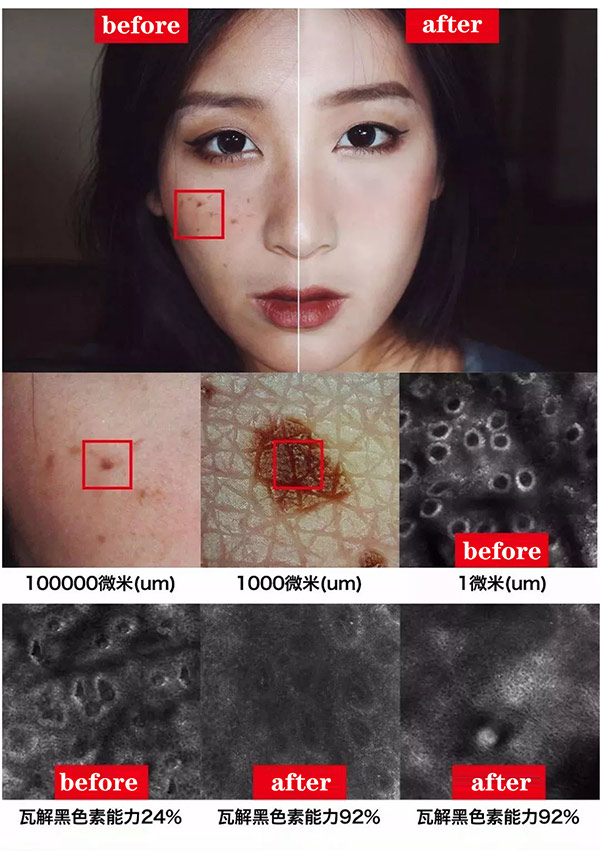 before
after
100000微米(um)
1000微米(um)
before
1微米(um)
before
after
after
瓦解黑色素能力24%
瓦解黑色素能力92%
瓦解黑色素能力92%